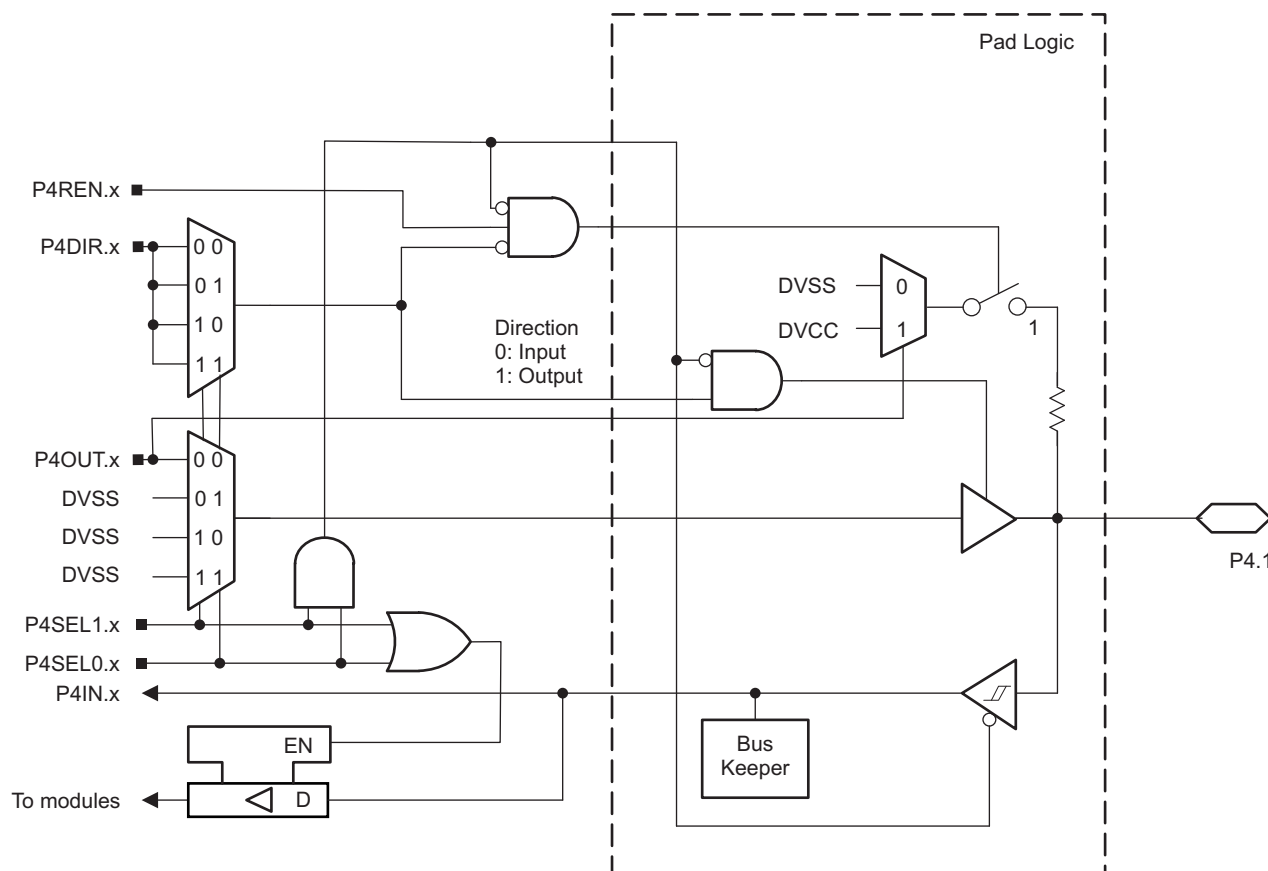 Pad Logic
P4REN.x
P4DIR.x
0 0
0 1
1 0
1 1
Direction
0: Input
1: Output
DVSS
0
DVCC
1
1
P4OUT.x
0 0
DVSS
0 1
DVSS
1 0
DVSS
1 1
P4.1
P4SEL1.x
P4SEL0.x
P4IN.x
Bus
Keeper
EN
To modules
D